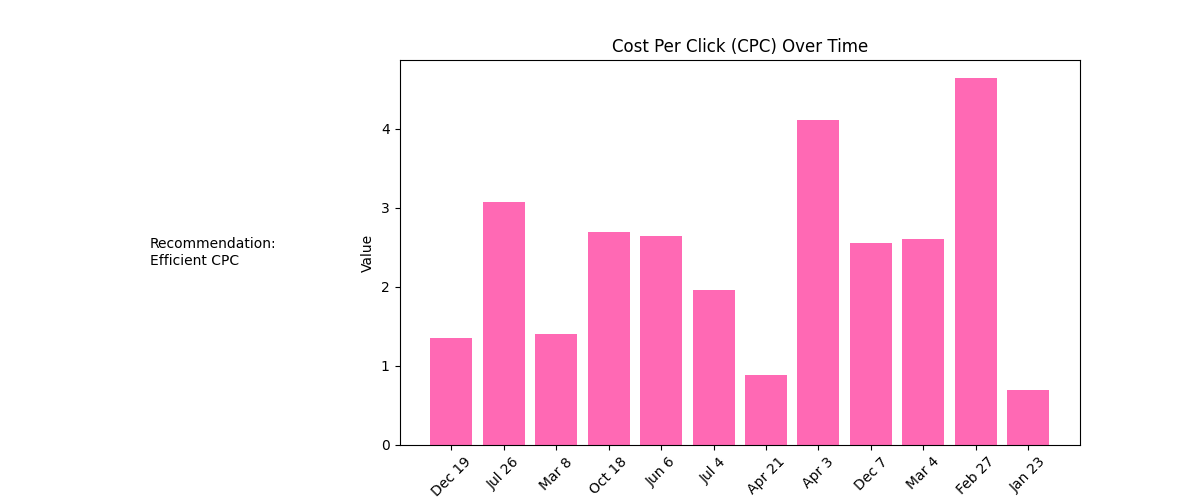 Cost Per Click (CPC) Over Time
Recommendation:
Efficient CPC
Value
4
3
2
1
0
Dec 19
Jul 26
Mar 8
Oct 18
Jun 6
Jul 4
Apr 21
Apr 3
Dec 7
Mar 4
Feb 27
Jan 23